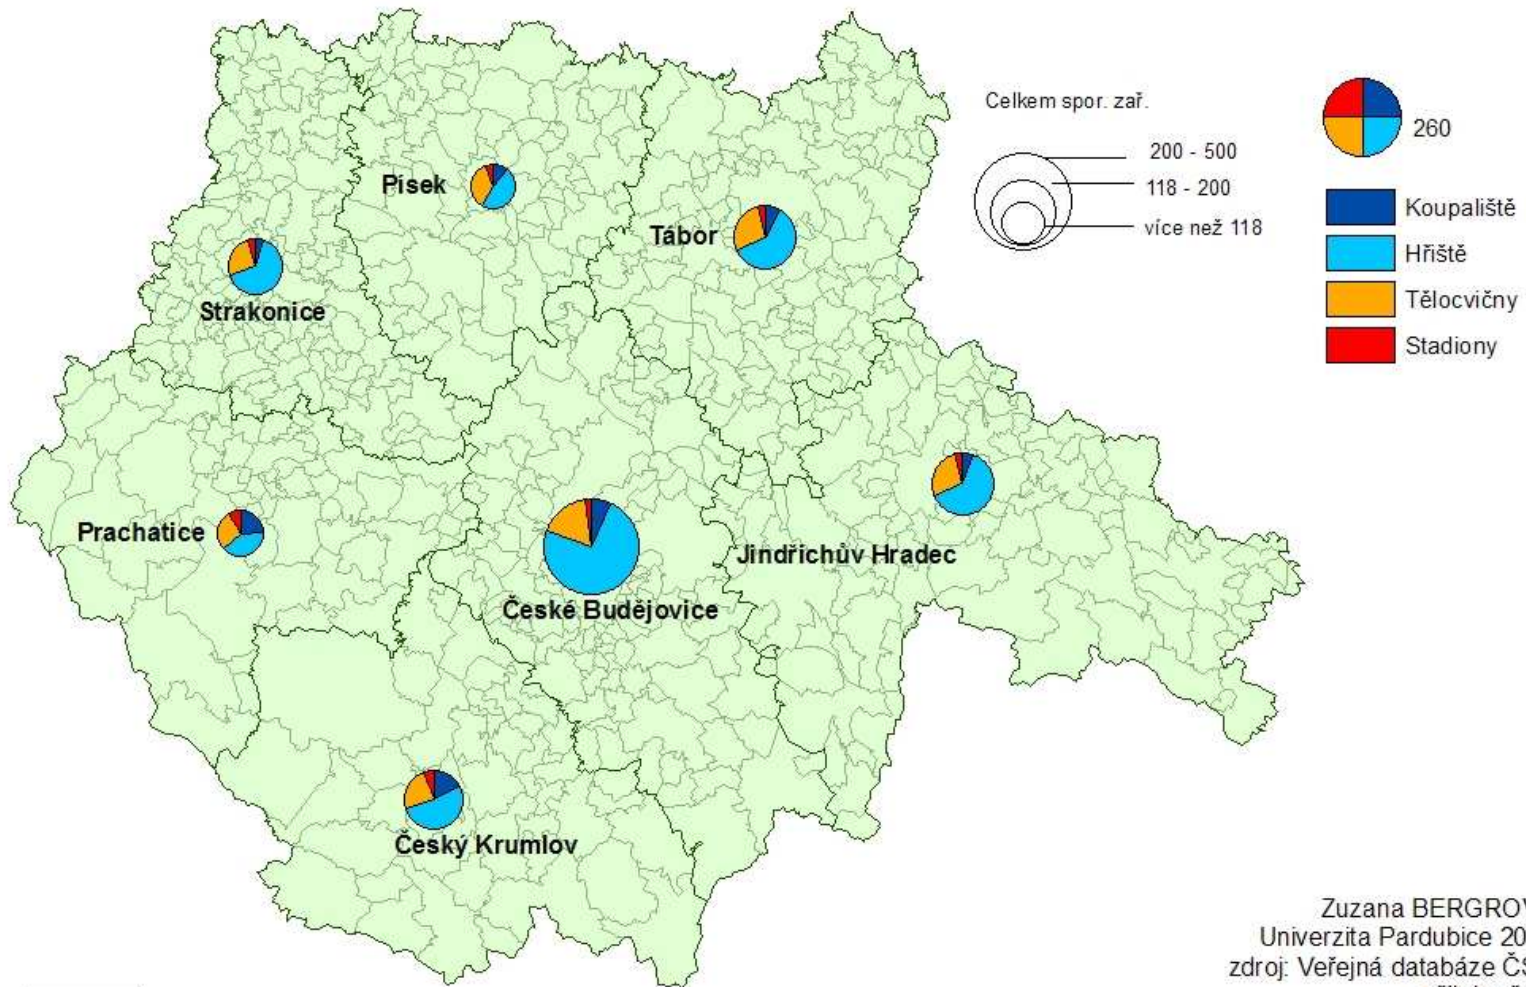 Celkem spor. zař.
200 - 500
118 - 200
více než 118
260
Koupaliště
Hřiště
Tělocvičny
Stadiony
Písek
Tábor
Strakonice
Prachatice
Jindřichův Hradec
České Budějovice
Český Krumlov
Zuzana
Univerzita Pardubice
zdroj: Veřejná databáze